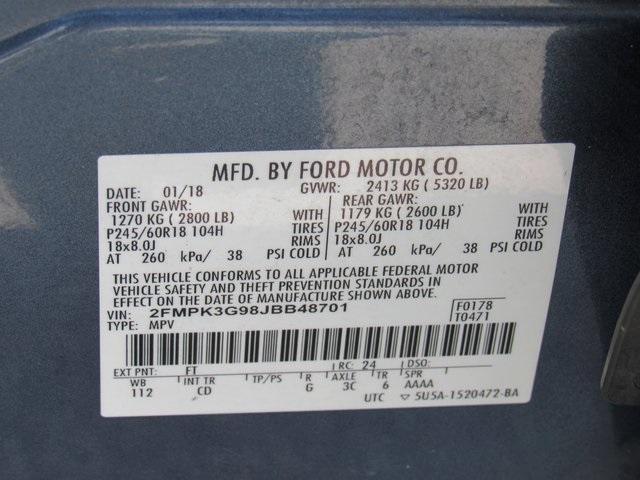 MFD. BY FORD MOTOR CO.
DATE: 01/18 GVWR: 2413 KG ( 5320 LB)
FRONT GAWR: REAR GAWR:
1270 KG ( 2800 LB) WITH 1179 KG ( 2600 LB) WITH
P245/60R18 104H TIRES P245/60R18 104H TIRES
18x8.0J RIMS 18x8.0J RIMS
AT 260 kPa/ 38 PSI COLD AT 260 kPa/ 38 PSI COLD
THIS VEHICLE CONFORMS TO ALL APPLICABLE FEDERAL MOTOR
VEHICLE SAFETY AND THEFT PREVENTION STANDARDS IN
EFFECT ON THE DATE OF MANUFACTURE SHOWN ABOVE.
VIN: 2FMPK3G98JBB48701 F0178
TYPE: MPV T0471
EXT PNT: FT RC: 24 DSO:
WB INT TR TP/PS R AXLE TR SPR
112 CD G 3C 6 AAAA
UTC ▽ 5U5A-1520472-BA